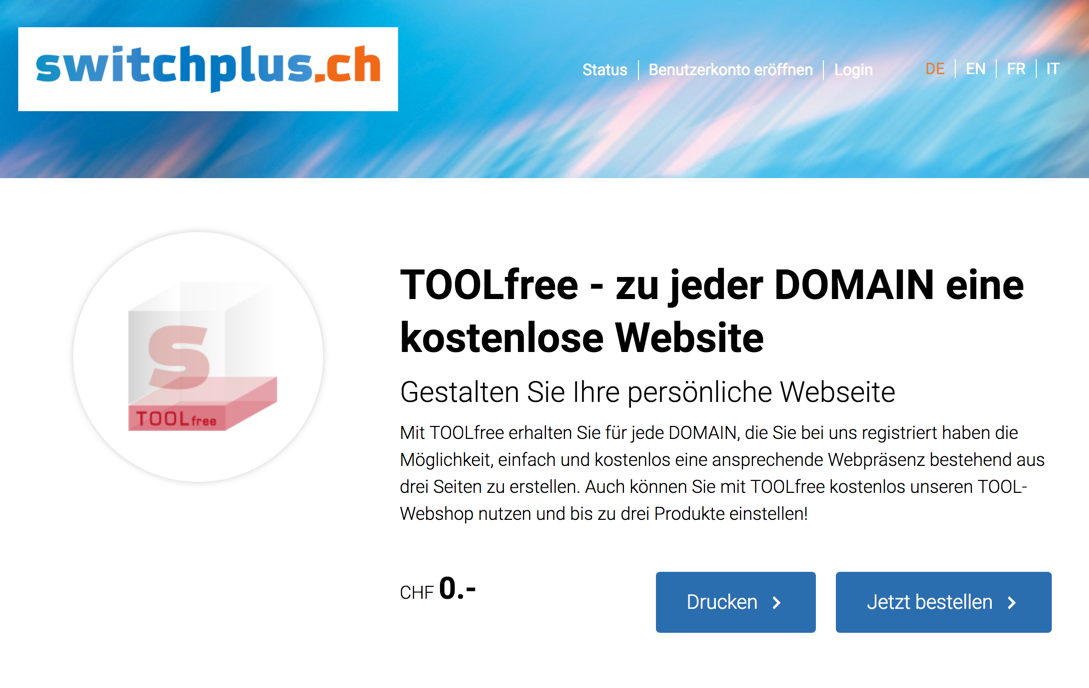 switchplus.ch
Status
Benutzerkonto eröffnen
Login
DE
EN
FR
IT
S
TOOLfree
TOOLfree - zu jeder DOMAIN eine
kostenlose Website
Gestalten Sie Ihre persönliche Webseite
Mit TOOLfree erhalten Sie für jede DOMAIN, die Sie bei uns registriert haben die
Möglichkeit, einfach und kostenlos eine ansprechende Webpräsenz bestehend aus
drei Seiten zu erstellen. Auch können Sie mit TOOLfree kostenlos unseren TOOL-
Webshop nutzen und bis zu drei Produkte einstellen!
CHF 0.-
Drucken
Jetzt bestellen